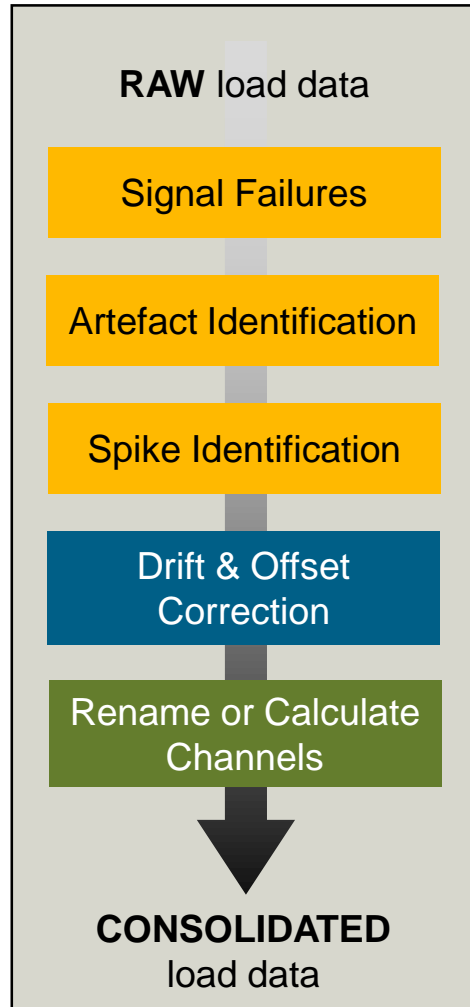 RAW load data
Signal Failures
Artefact Identification
Spike Identification
Drift & Offset
Correction
Rename or Calculate
Channels
CONSOLIDATED
load data